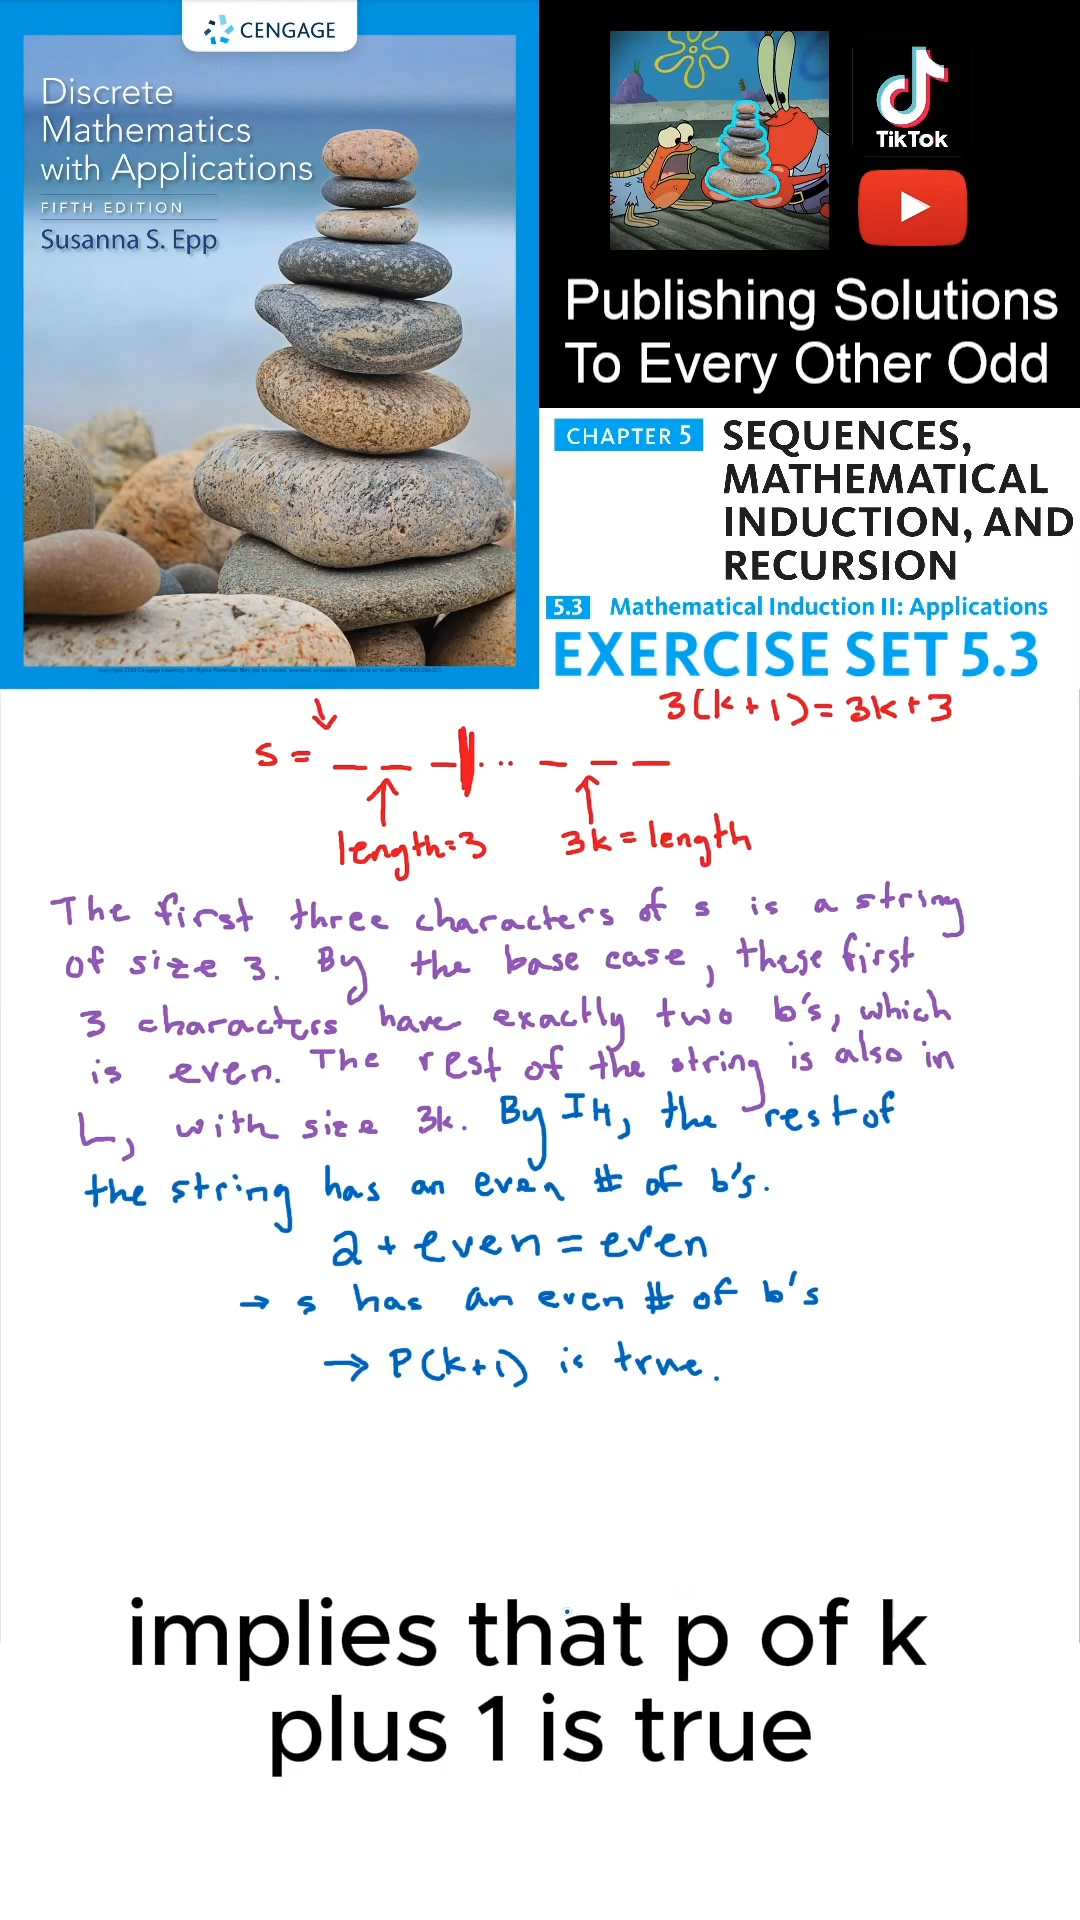 CENGAGE
Discrete
Mathematics
with Applications
FIFTH EDITION
Susanna S. Epp
TikTok
Publishing Solutions
To Every Other Odd
CHAPTER 5
SEQUENCES,
MATHEMATICAL
INDUCTION, AND
RECURSION
5.3 Mathematical Induction II: Applications
EXERCISE SET 5.3
3(k+1)=3k+3
s = _ _ _ ... _ _ _
length=3 3k=length
The first three characters of s is a string
of size 3. By the base case, these first
3 characters have exactly two b's, which
is even. The rest of the string is also in
L, with size 3k. By IH, the rest of
the string has an even # of b's.
2 + even = even
→ s has an even # of b's
→ P(k+1) is true.
implies that p of k
plus 1 is true